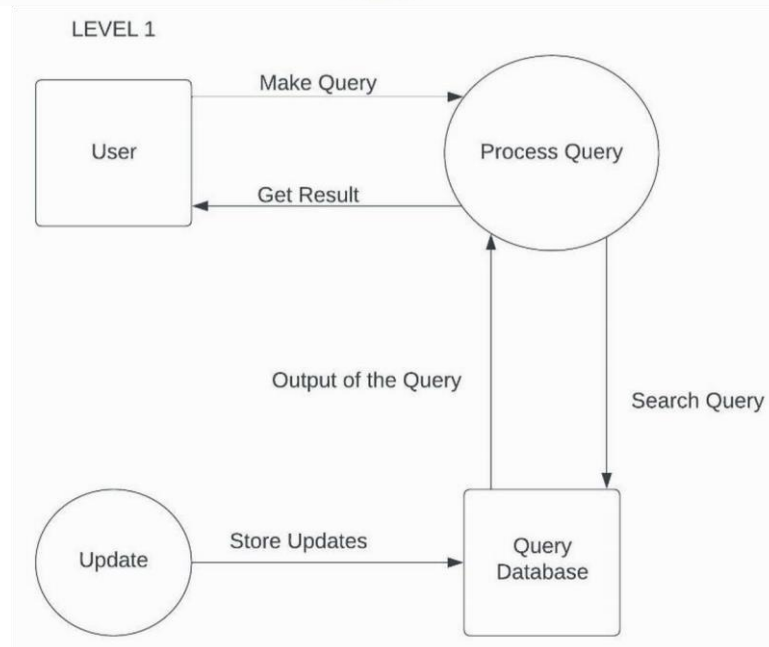 LEVEL 1
Make Query
User
Process Query
Get Result
Output of the Query
Search Query
Store Updates
Update
Query
Database